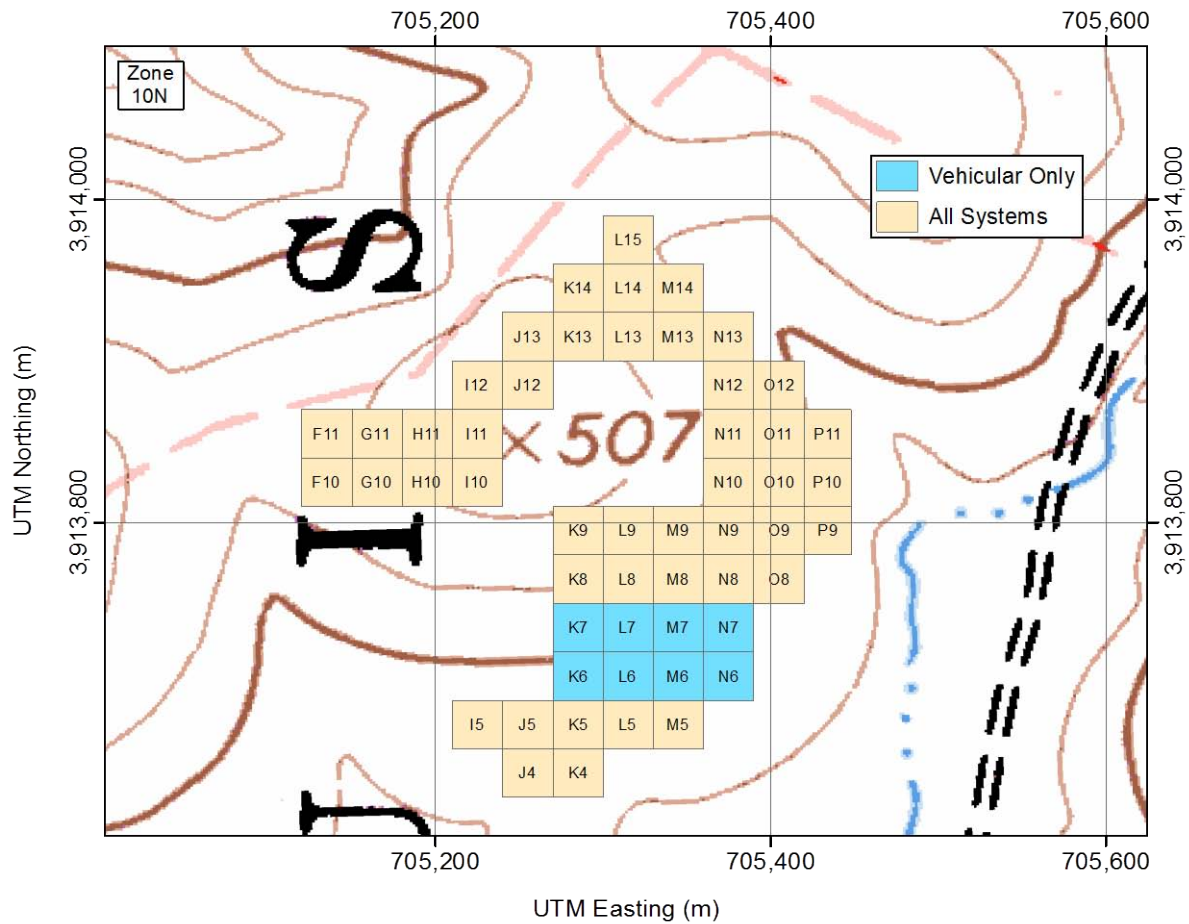 705,200 705,400 705,600
Zone
10N
3,914,000
3,914,000
Vehicular Only
All Systems
S
L15
K14 L14 M14
J13 K13 L13 M13 N13
I12 J12 N12 O12
F11 G11 H11 I11 × 507 N11 O11 P11
F10 G10 H10 I10 N10 O10 P10
UTM Northing (m)
3,913,800
3,913,800
K9 L9 M9 N9 O9 P9
K8 L8 M8 N8 O8
K7 L7 M7 N7
K6 L6 M6 N6
I5 J5 K5 L5 M5
J4 K4
705,200 705,400 705,600
UTM Easting (m)